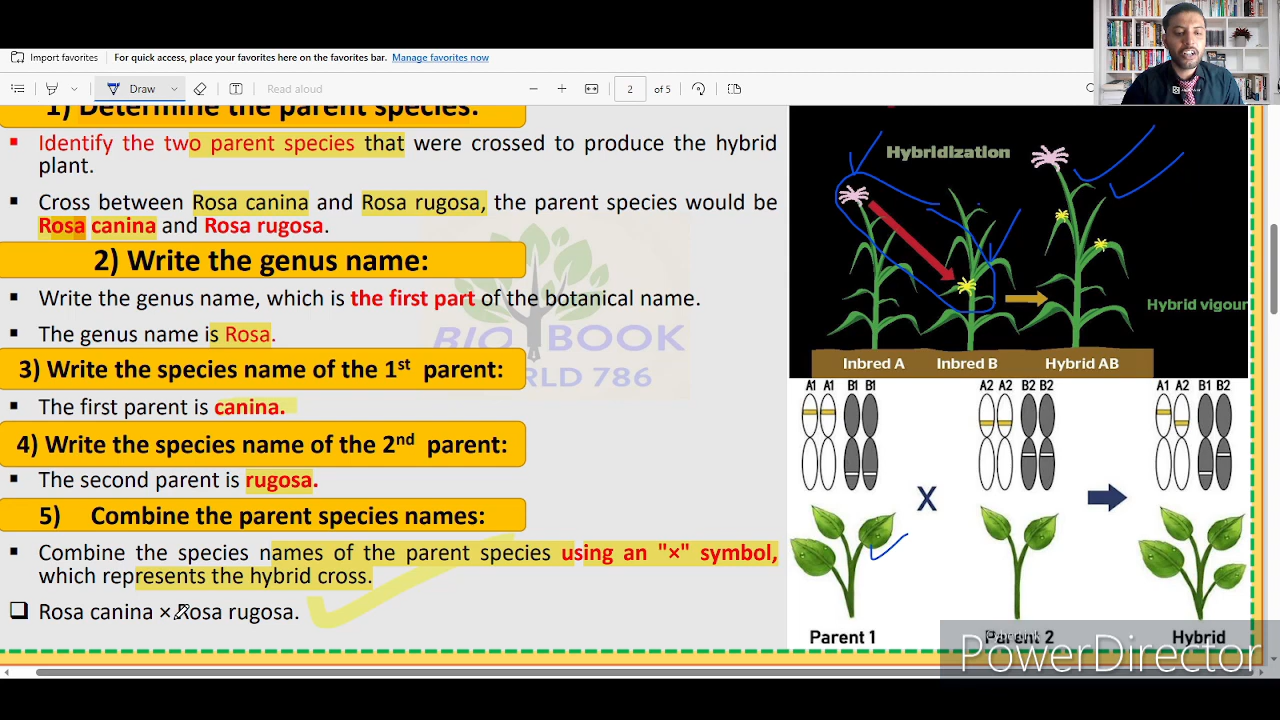 Import favorites
For quick access, place your favorites here on the favorites bar. Manage favorites now
Draw
Read aloud
2
of 5
1) Determine the parent species:
▪ Identify the two parent species that were crossed to produce the hybrid
plant.
▪ Cross between Rosa canina and Rosa rugosa, the parent species would be
Rosa canina and Rosa rugosa.
2) Write the genus name:
▪ Write the genus name, which is the first part of the botanical name.
▪ The genus name is Rosa.
3) Write the species name of the 1st parent:
▪ The first parent is canina.
4) Write the species name of the 2nd parent:
▪ The second parent is rugosa.
5) Combine the parent species names:
▪ Combine the species names of the parent species using an "×" symbol,
which represents the hybrid cross.
❑ Rosa canina × Rosa rugosa.
BIO BOOK
WORLD 786
Hybridization
Hybrid vigour
Inbred A
Inbred B
Hybrid AB
A1 A1 B1 B1
A2 A2 B2 B2
A1 A2 B1 B2
X
Parent 1
Parent 2
Hybrid
CyberLink
PowerDirector